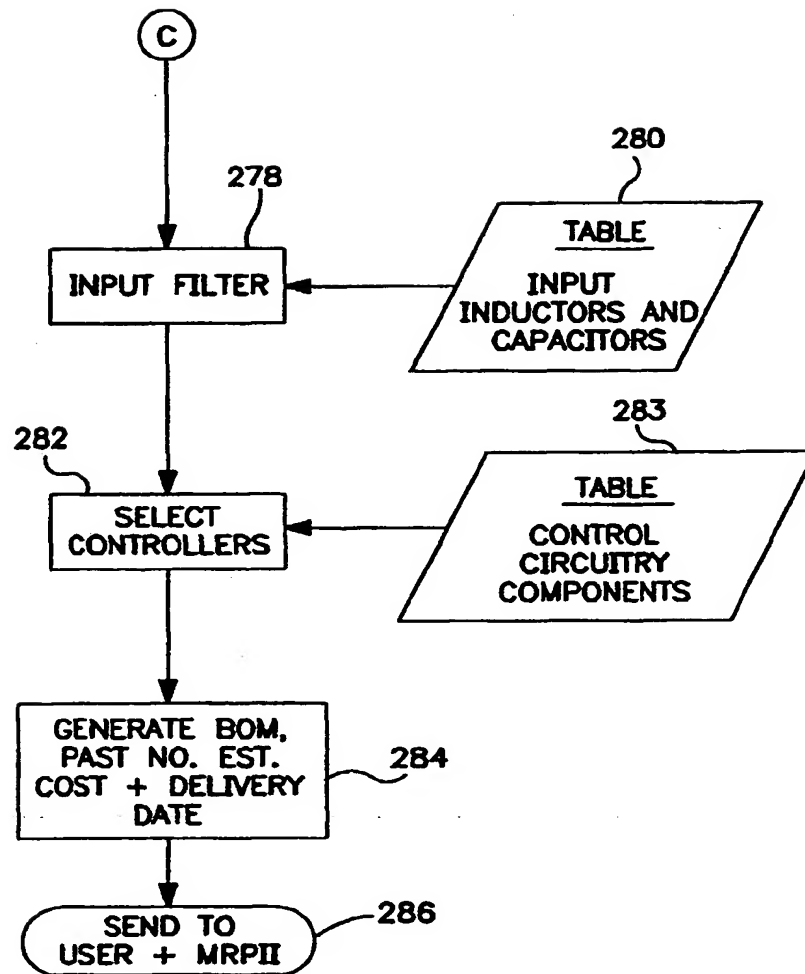 C
280
278
TABLE
INPUT FILTER
INPUT
INDUCTORS AND
CAPACITORS
283
282
TABLE
SELECT
CONTROLLERS
CONTROL
CIRCUITRY
COMPONENTS
GENERATE BOM,
PAST NO. EST.
COST + DELIVERY
DATE
284
SEND TO
USER + MRPII
286